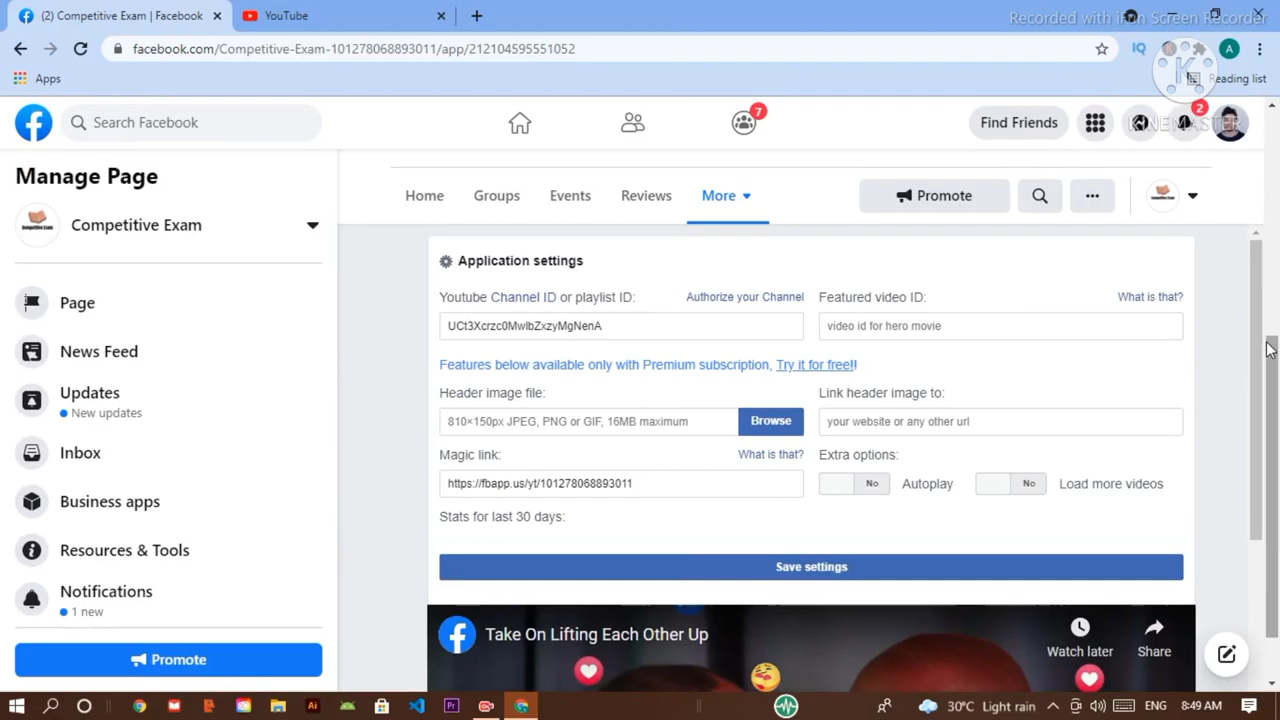 (2) Competitive Exam | Facebook
YouTube
Recorded with iFun Screen Recorder
facebook.com/Competitive-Exam-101278068893011/app/212104595551052
IQ
A
Apps
Reading list
KINEMASTER
Search Facebook
7
Find Friends
2
Manage Page
Competitive Exam
Home
Groups
Events
Reviews
More
Promote
Page
News Feed
Updates
New updates
Inbox
Business apps
Resources & Tools
Notifications
1 new
Promote
Application settings
Youtube Channel ID or playlist ID:
Authorize your Channel
Featured video ID:
What is that?
UCt3Xcrzc0MwIbZxzyMgNenA
video id for hero movie
Features below available only with Premium subscription, Try it for free!!
Header image file:
Link header image to:
810×150px JPEG, PNG or GIF, 16MB maximum
Browse
your website or any other url
Magic link:
What is that?
Extra options:
https://fbapp.us/yt/101278068893011
No
Autoplay
No
Load more videos
Stats for last 30 days:
Save settings
Take On Lifting Each Other Up
Watch later
Share
30°C Light rain
ENG
8:49 AM